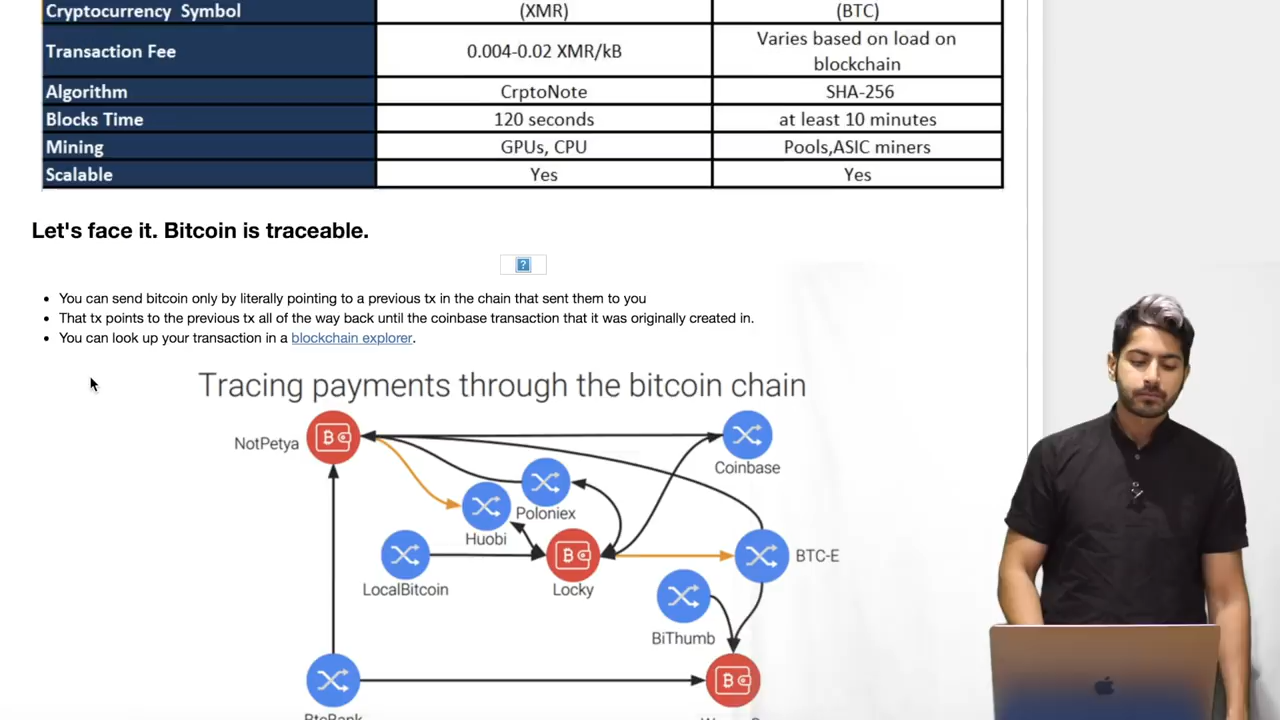 Cryptocurrency Symbol (XMR) (BTC)
Transaction Fee 0.004-0.02 XMR/kB Varies based on load on
blockchain
Algorithm CrptoNote SHA-256
Blocks Time 120 seconds at least 10 minutes
Mining GPUs, CPU Pools,ASIC miners
Scalable Yes Yes
Let's face it. Bitcoin is traceable.
?
• You can send bitcoin only by literally pointing to a previous tx in the chain that sent them to you
• That tx points to the previous tx all of the way back until the coinbase transaction that it was originally created in.
• You can look up your transaction in a blockchain explorer.
Tracing payments through the bitcoin chain
NotPetya
Coinbase
Poloniex
Huobi
BTC-E
LocalBitcoin
Locky
BiThumb